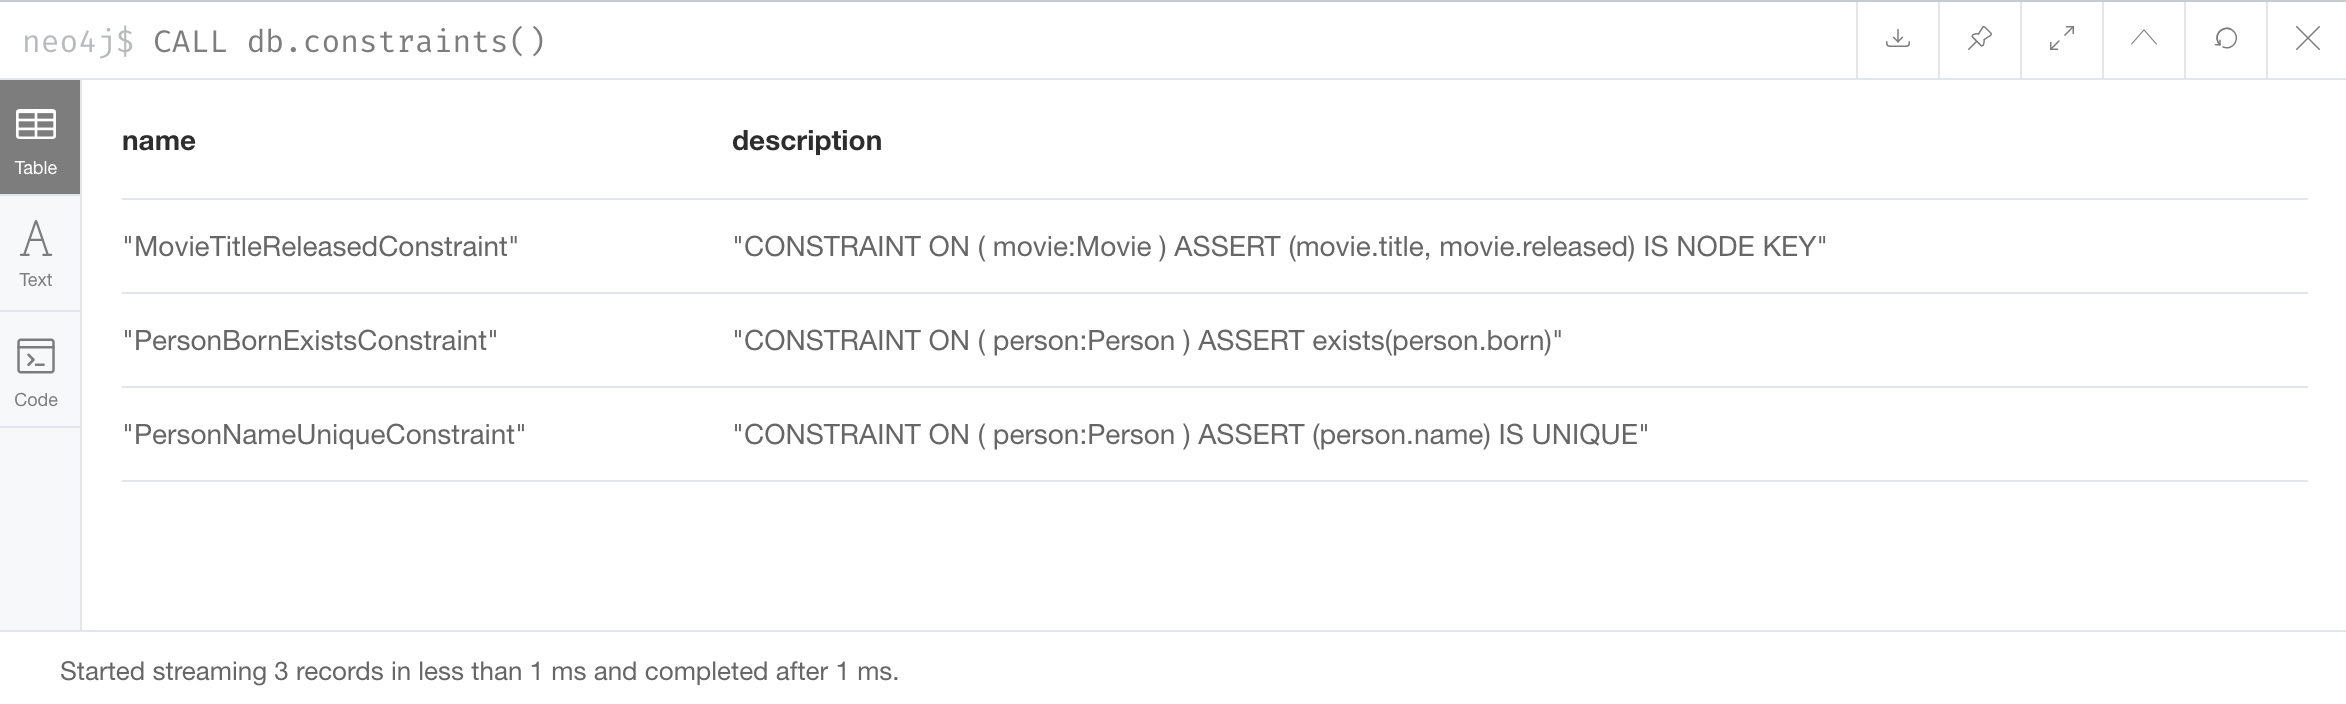 neo4j$ CALL db.constraints()
Table
Text
Code
name description
"MovieTitleReleasedConstraint" "CONSTRAINT ON ( movie:Movie ) ASSERT (movie.title, movie.released) IS NODE KEY"
"PersonBornExistsConstraint" "CONSTRAINT ON ( person:Person ) ASSERT exists(person.born)"
"PersonNameUniqueConstraint" "CONSTRAINT ON ( person:Person ) ASSERT (person.name) IS UNIQUE"
Started streaming 3 records in less than 1 ms and completed after 1 ms.